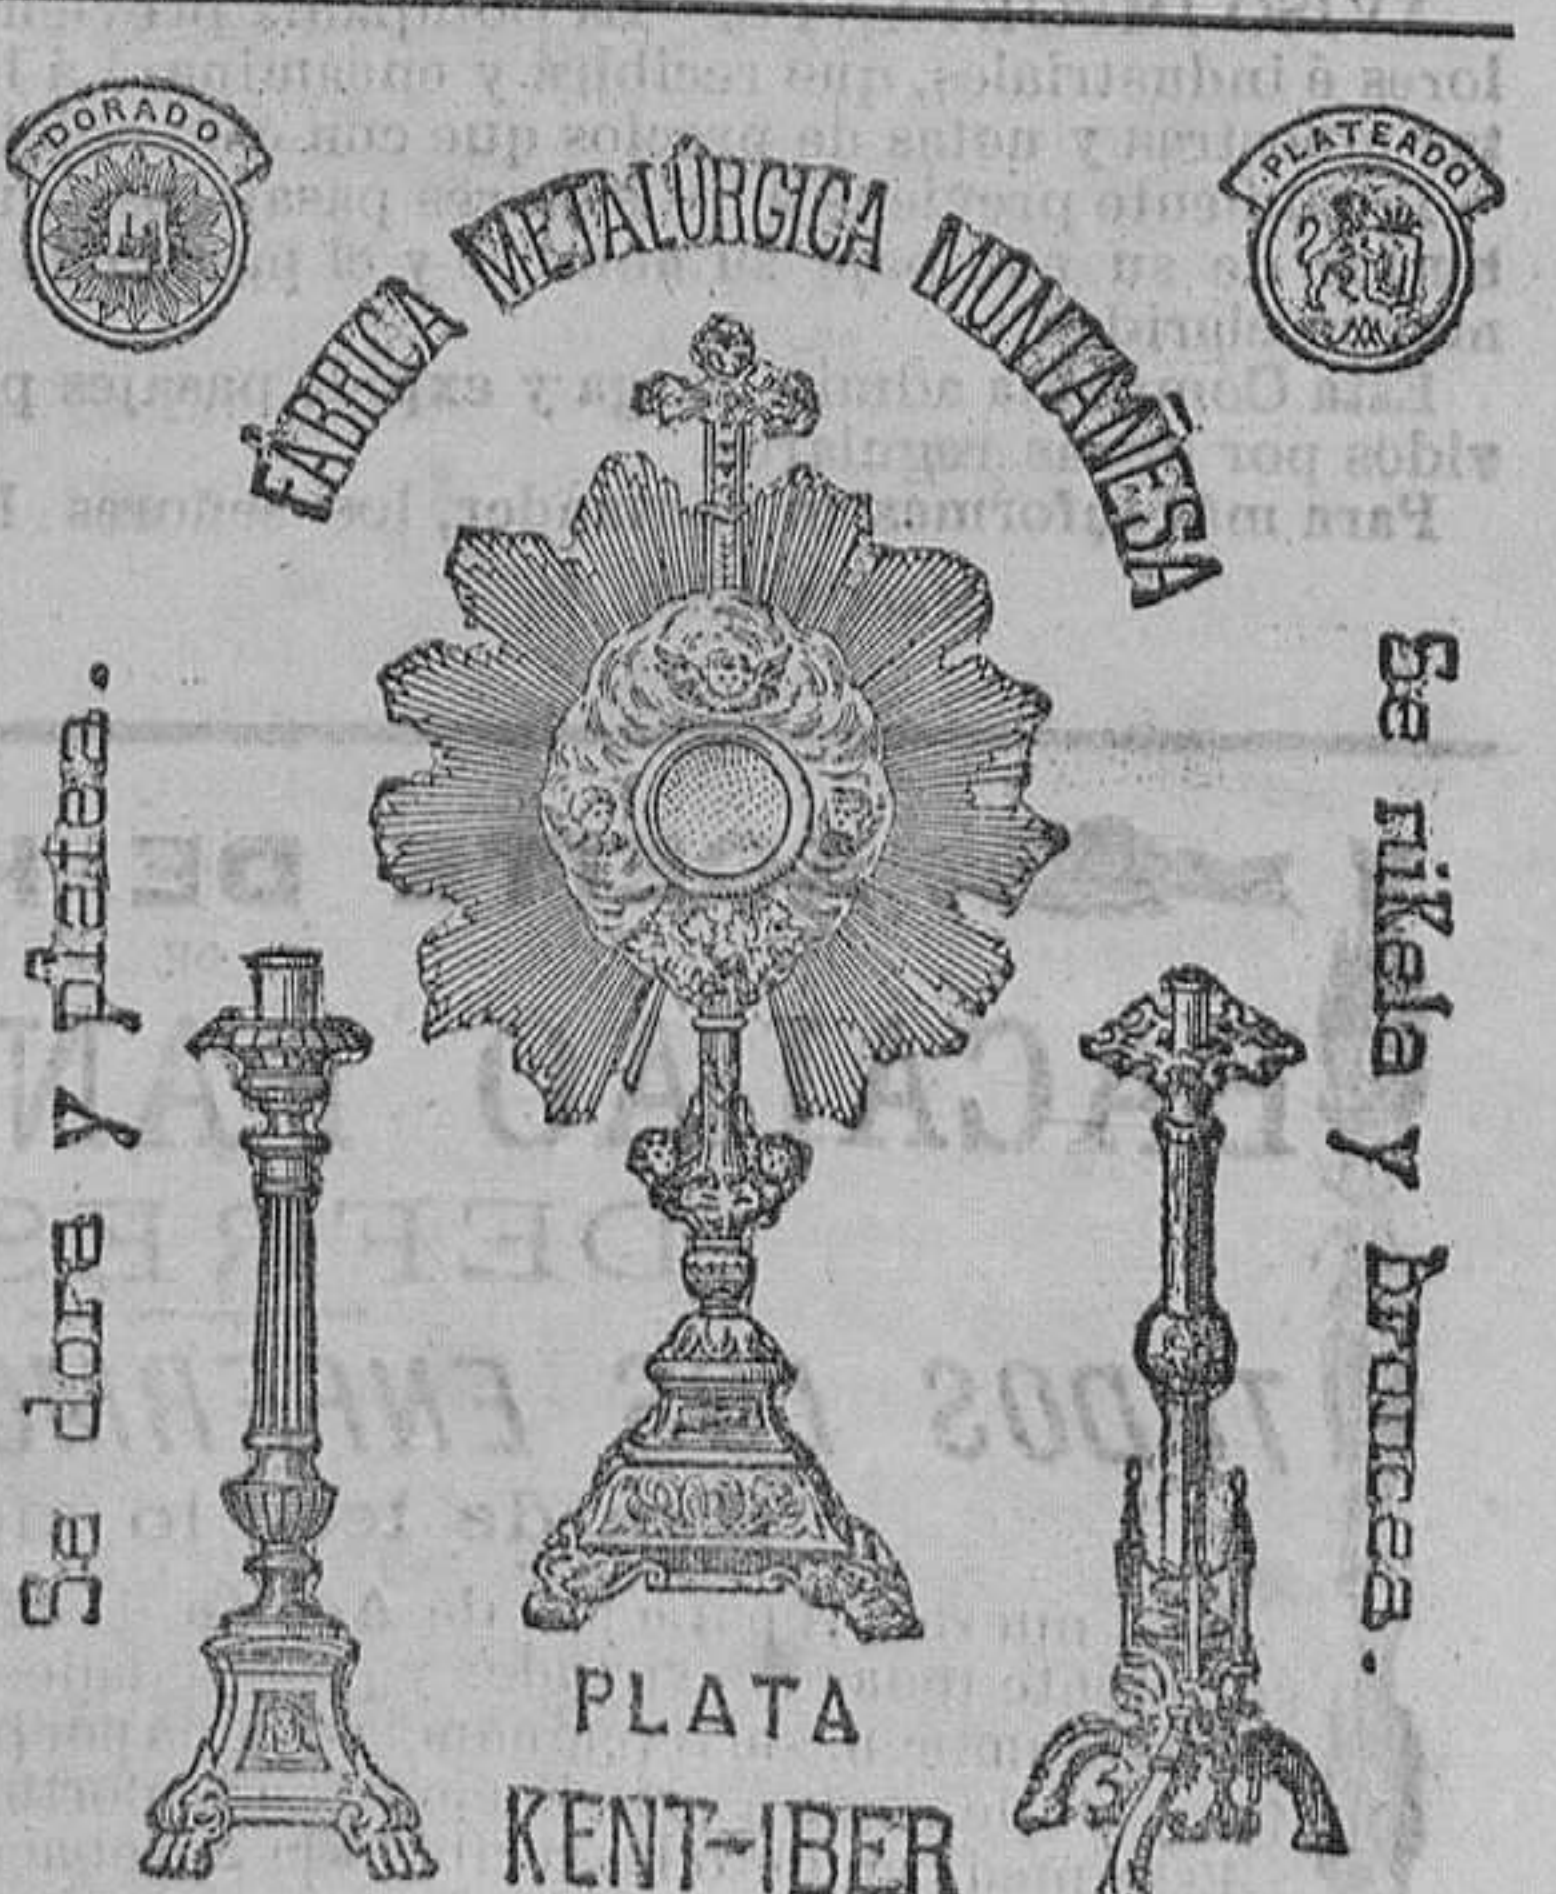 DORADO
PLATEADO
FÁBRICA METALÚRGICA MONTAÑESA
Se dora y platea.
Se nikela y broncea.
PLATA
KENT-IBER